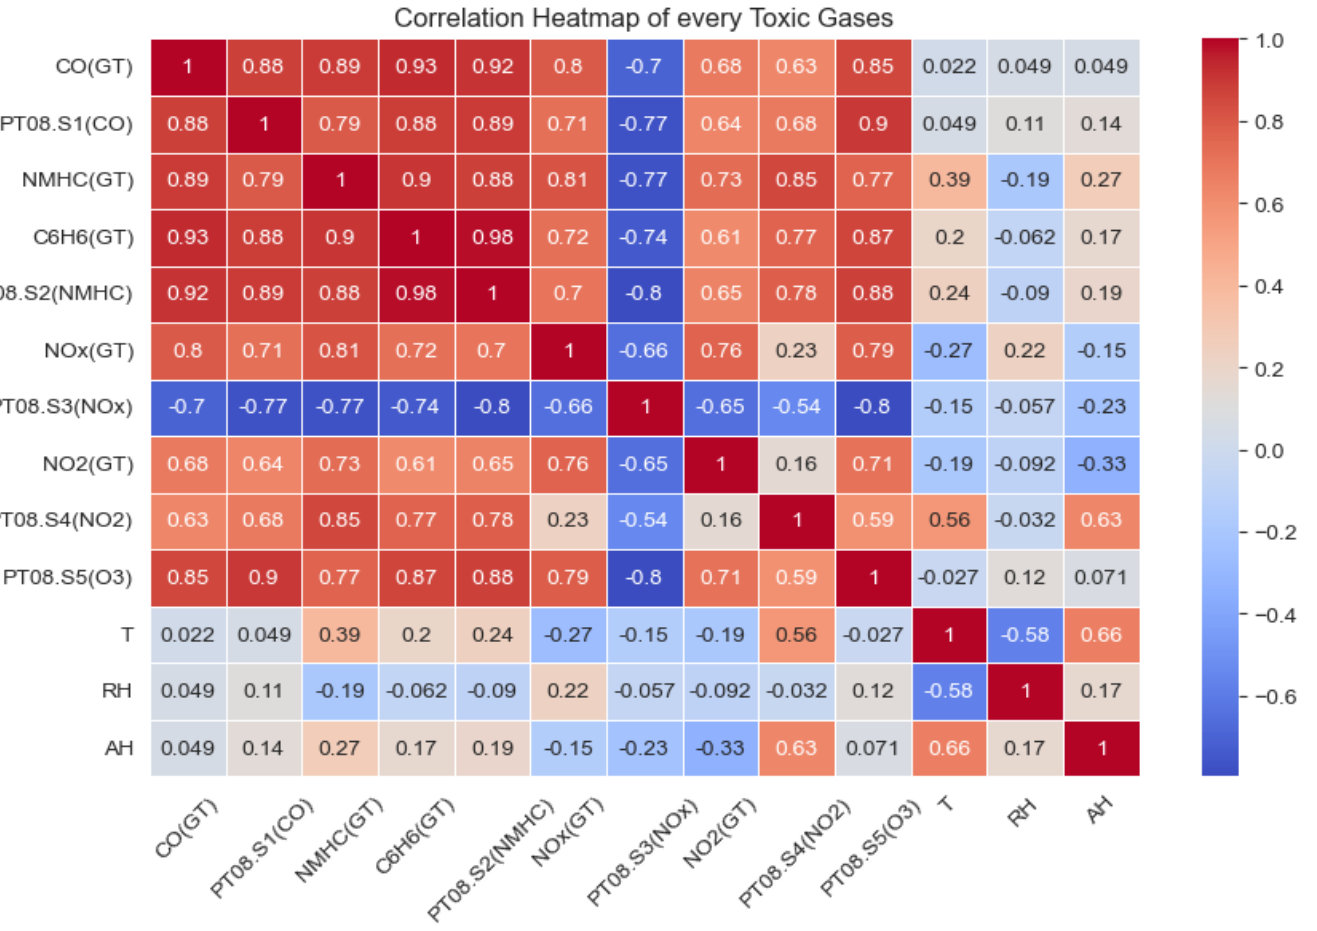 Correlation Heatmap of every Toxic Gases
CO(GT) 1 0.88 0.89 0.93 0.92 0.8 -0.7 0.68 0.63 0.85 0.022 0.049 0.049
PT08.S1(CO) 0.88 1 0.79 0.88 0.89 0.71 -0.77 0.64 0.68 0.9 0.049 0.11 0.14
NMHC(GT) 0.89 0.79 1 0.9 0.88 0.81 -0.77 0.73 0.85 0.77 0.39 -0.19 0.27
C6H6(GT) 0.93 0.88 0.9 1 0.98 0.72 -0.74 0.61 0.77 0.87 0.2 -0.062 0.17
08.S2(NMHC) 0.92 0.89 0.88 0.98 1 0.7 -0.8 0.65 0.78 0.88 0.24 -0.09 0.19
NOx(GT) 0.8 0.71 0.81 0.72 0.7 1 -0.66 0.76 0.23 0.79 -0.27 0.22 -0.15
PT08.S3(NOx) -0.7 -0.77 -0.77 -0.74 -0.8 -0.66 1 -0.65 -0.54 -0.8 -0.15 -0.057 -0.23
NO2(GT) 0.68 0.64 0.73 0.61 0.65 0.76 -0.65 1 0.16 0.71 -0.19 -0.092 -0.33
PT08.S4(NO2) 0.63 0.68 0.85 0.77 0.78 0.23 -0.54 0.16 1 0.59 0.56 -0.032 0.63
PT08.S5(O3) 0.85 0.9 0.77 0.87 0.88 0.79 -0.8 0.71 0.59 1 -0.027 0.12 0.071
T 0.022 0.049 0.39 0.2 0.24 -0.27 -0.15 -0.19 0.56 -0.027 1 -0.58 0.66
RH 0.049 0.11 -0.19 -0.062 -0.09 0.22 -0.057 -0.092 -0.032 0.12 -0.58 1 0.17
AH 0.049 0.14 0.27 0.17 0.19 -0.15 -0.23 -0.33 0.63 0.071 0.66 0.17 1
CO(GT) PT08.S1(CO) NMHC(GT) C6H6(GT) PT08.S2(NMHC) NOx(GT) PT08.S3(NOx) NO2(GT) PT08.S4(NO2) PT08.S5(O3) T RH AH
1.0
0.8
0.6
0.4
0.2
0.0
−0.2
−0.4
−0.6